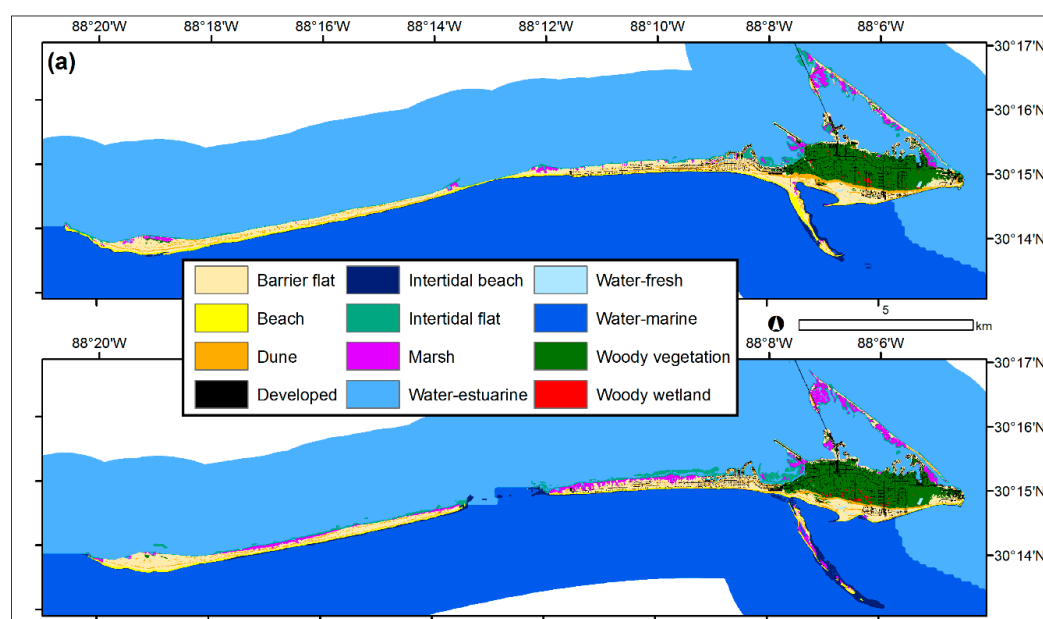 88°20'W 88°18'W 88°16'W 88°14'W 88°12'W 88°10'W 88°8'W 88°6'W
(a)
30°17'N
30°16'N
30°15'N
30°14'N
Barrier flat Intertidal beach Water-fresh
Beach Intertidal flat Water-marine
Dune Marsh Woody vegetation
Developed Water-estuarine Woody wetland
5
km
88°20'W 88°8'W 88°6'W
30°17'N
30°16'N
30°15'N
30°14'N